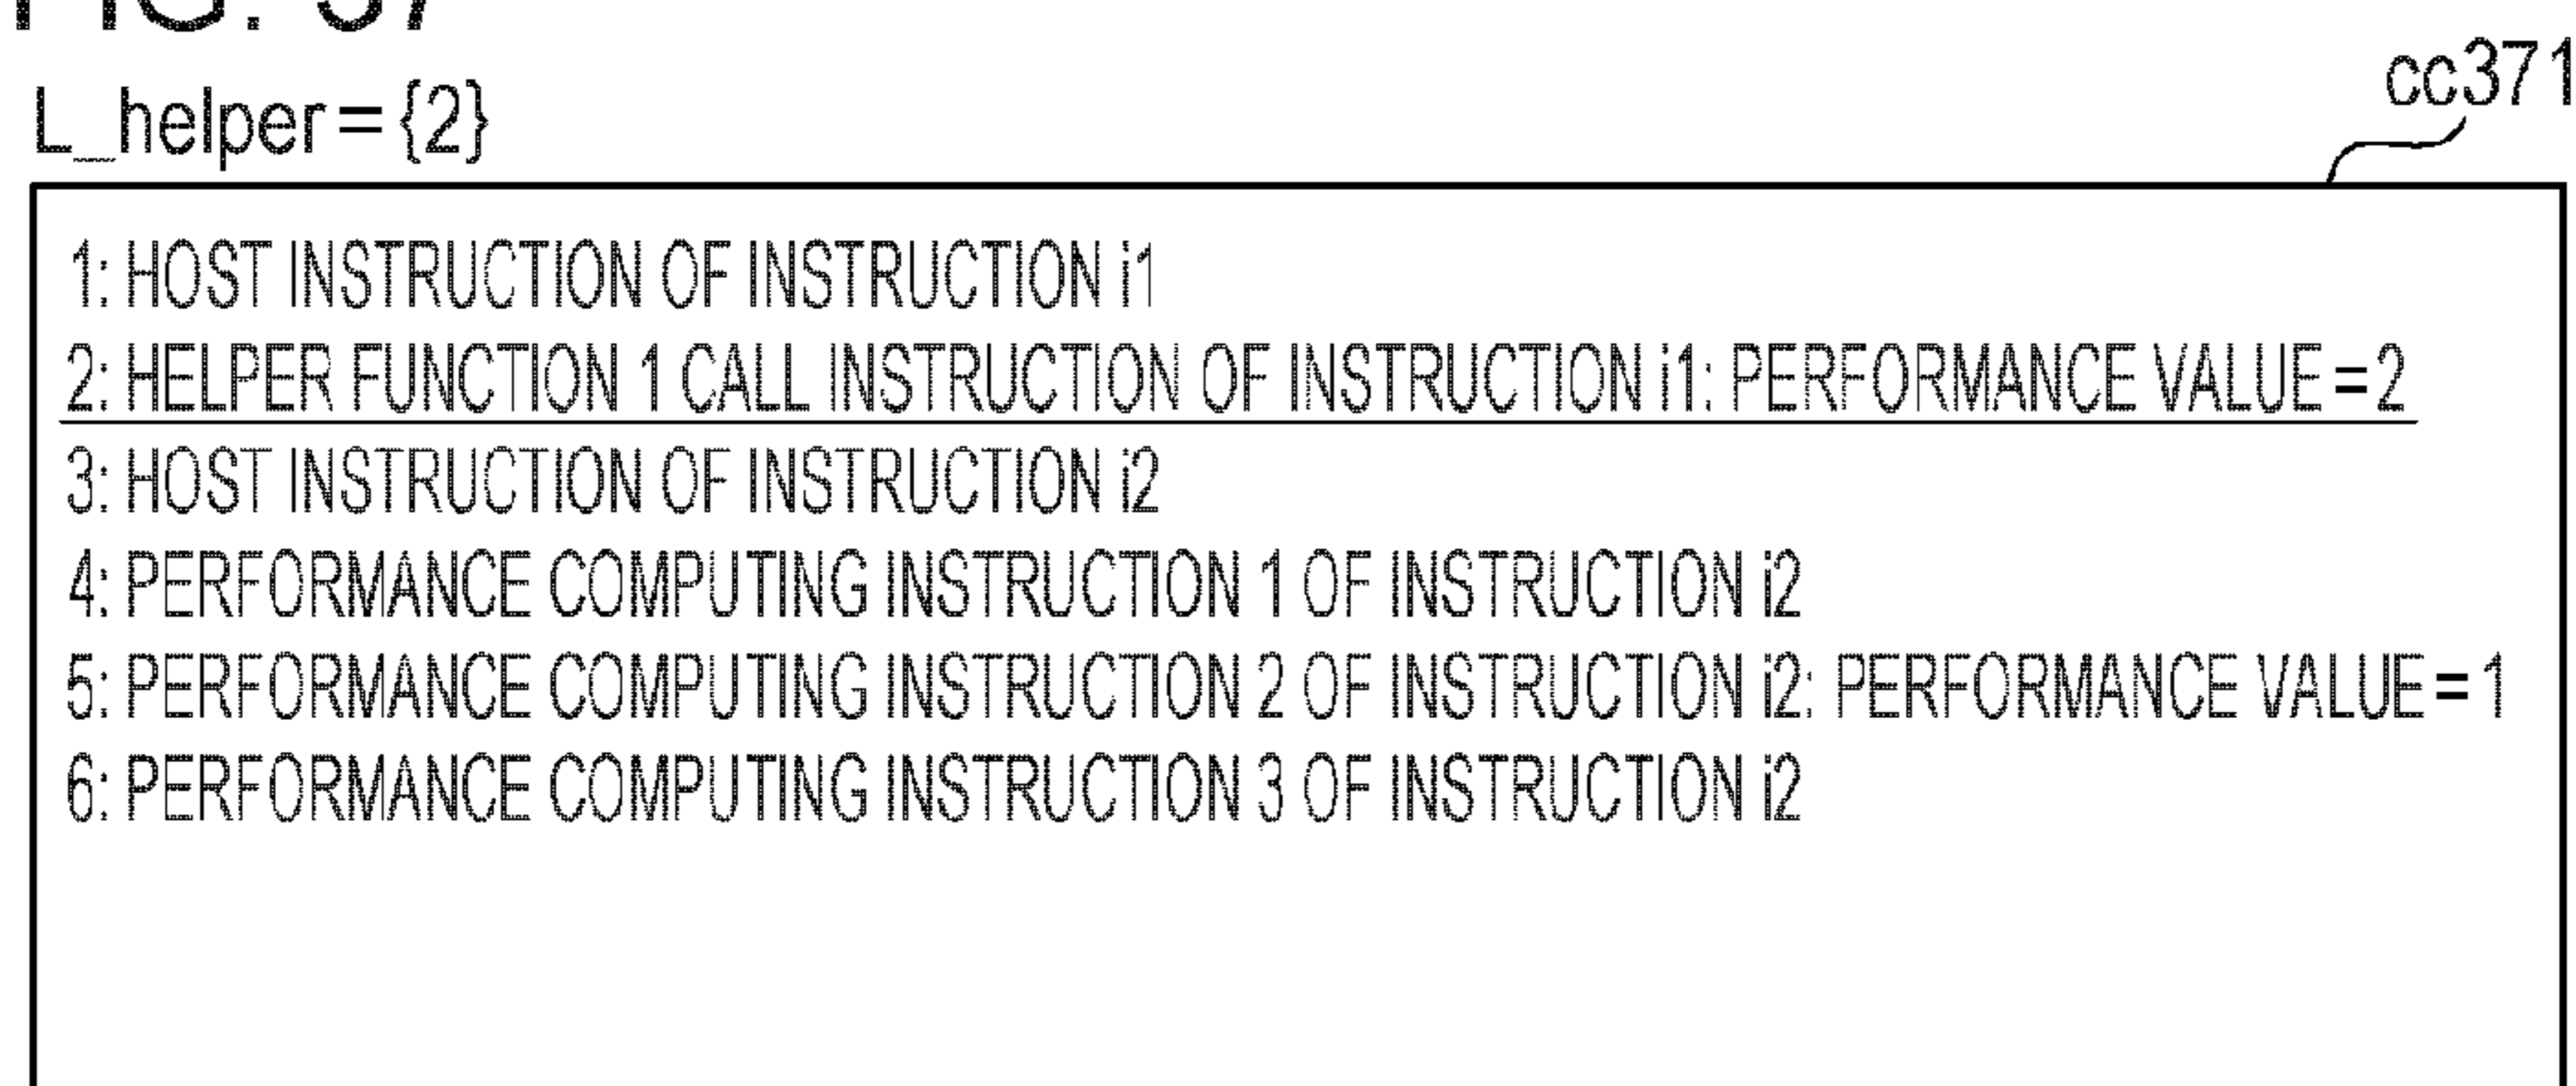 FIG. 37
cc371
L_helper={2}
1: HOST INSTRUCTION OF INSTRUCTION i1
2: HELPER FUNCTION 1 CALL INSTRUCTION OF INSTRUCTION i1: PERFORMANCE VALUE=2
3: HOST INSTRUCTION OF INSTRUCTION i2
4: PERFORMANCE COMPUTING INSTRUCTION 1 OF INSTRUCTION i2
5: PERFORMANCE COMPUTING INSTRUCTION 2 OF INSTRUCTION i2: PERFORMANCE VALUE=1
6: PERFORMANCE COMPUTING INSTRUCTION 3 OF INSTRUCTION i2